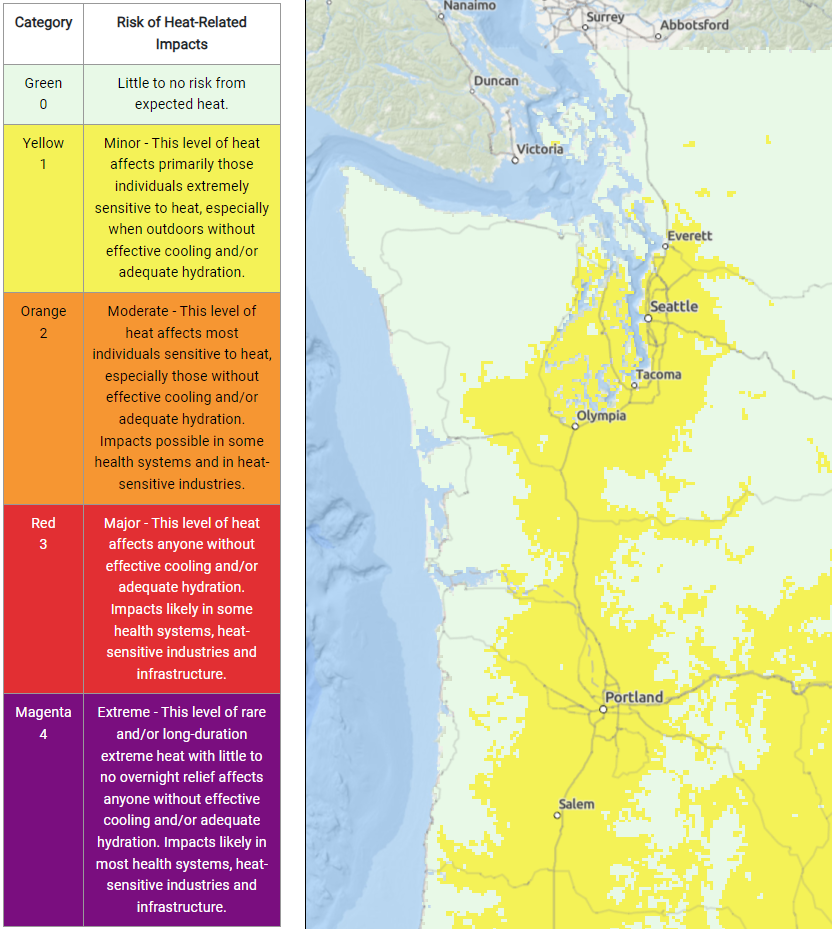 Category
Risk of Heat-Related
Impacts
Green
0
Little to no risk from
expected heat.
Yellow
1
Minor - This level of heat
affects primarily those
individuals extremely
sensitive to heat, especially
when outdoors without
effective cooling and/or
adequate hydration.
Orange
2
Moderate - This level of
heat affects most
individuals sensitive to heat,
especially those without
effective cooling and/or
adequate hydration.
Impacts possible in some
health systems and in heat-
sensitive industries.
Red
3
Major - This level of heat
affects anyone without
effective cooling and/or
adequate hydration.
Impacts likely in some
health systems, heat-
sensitive industries and
infrastructure.
Magenta
4
Extreme - This level of rare
and/or long-duration
extreme heat with little to
no overnight relief affects
anyone without effective
cooling and/or adequate
hydration. Impacts likely in
most health systems, heat-
sensitive industries and
infrastructure.
Nanaimo
Surrey
Abbotsford
Duncan
Victoria
Everett
Seattle
Tacoma
Olympia
Portland
Salem